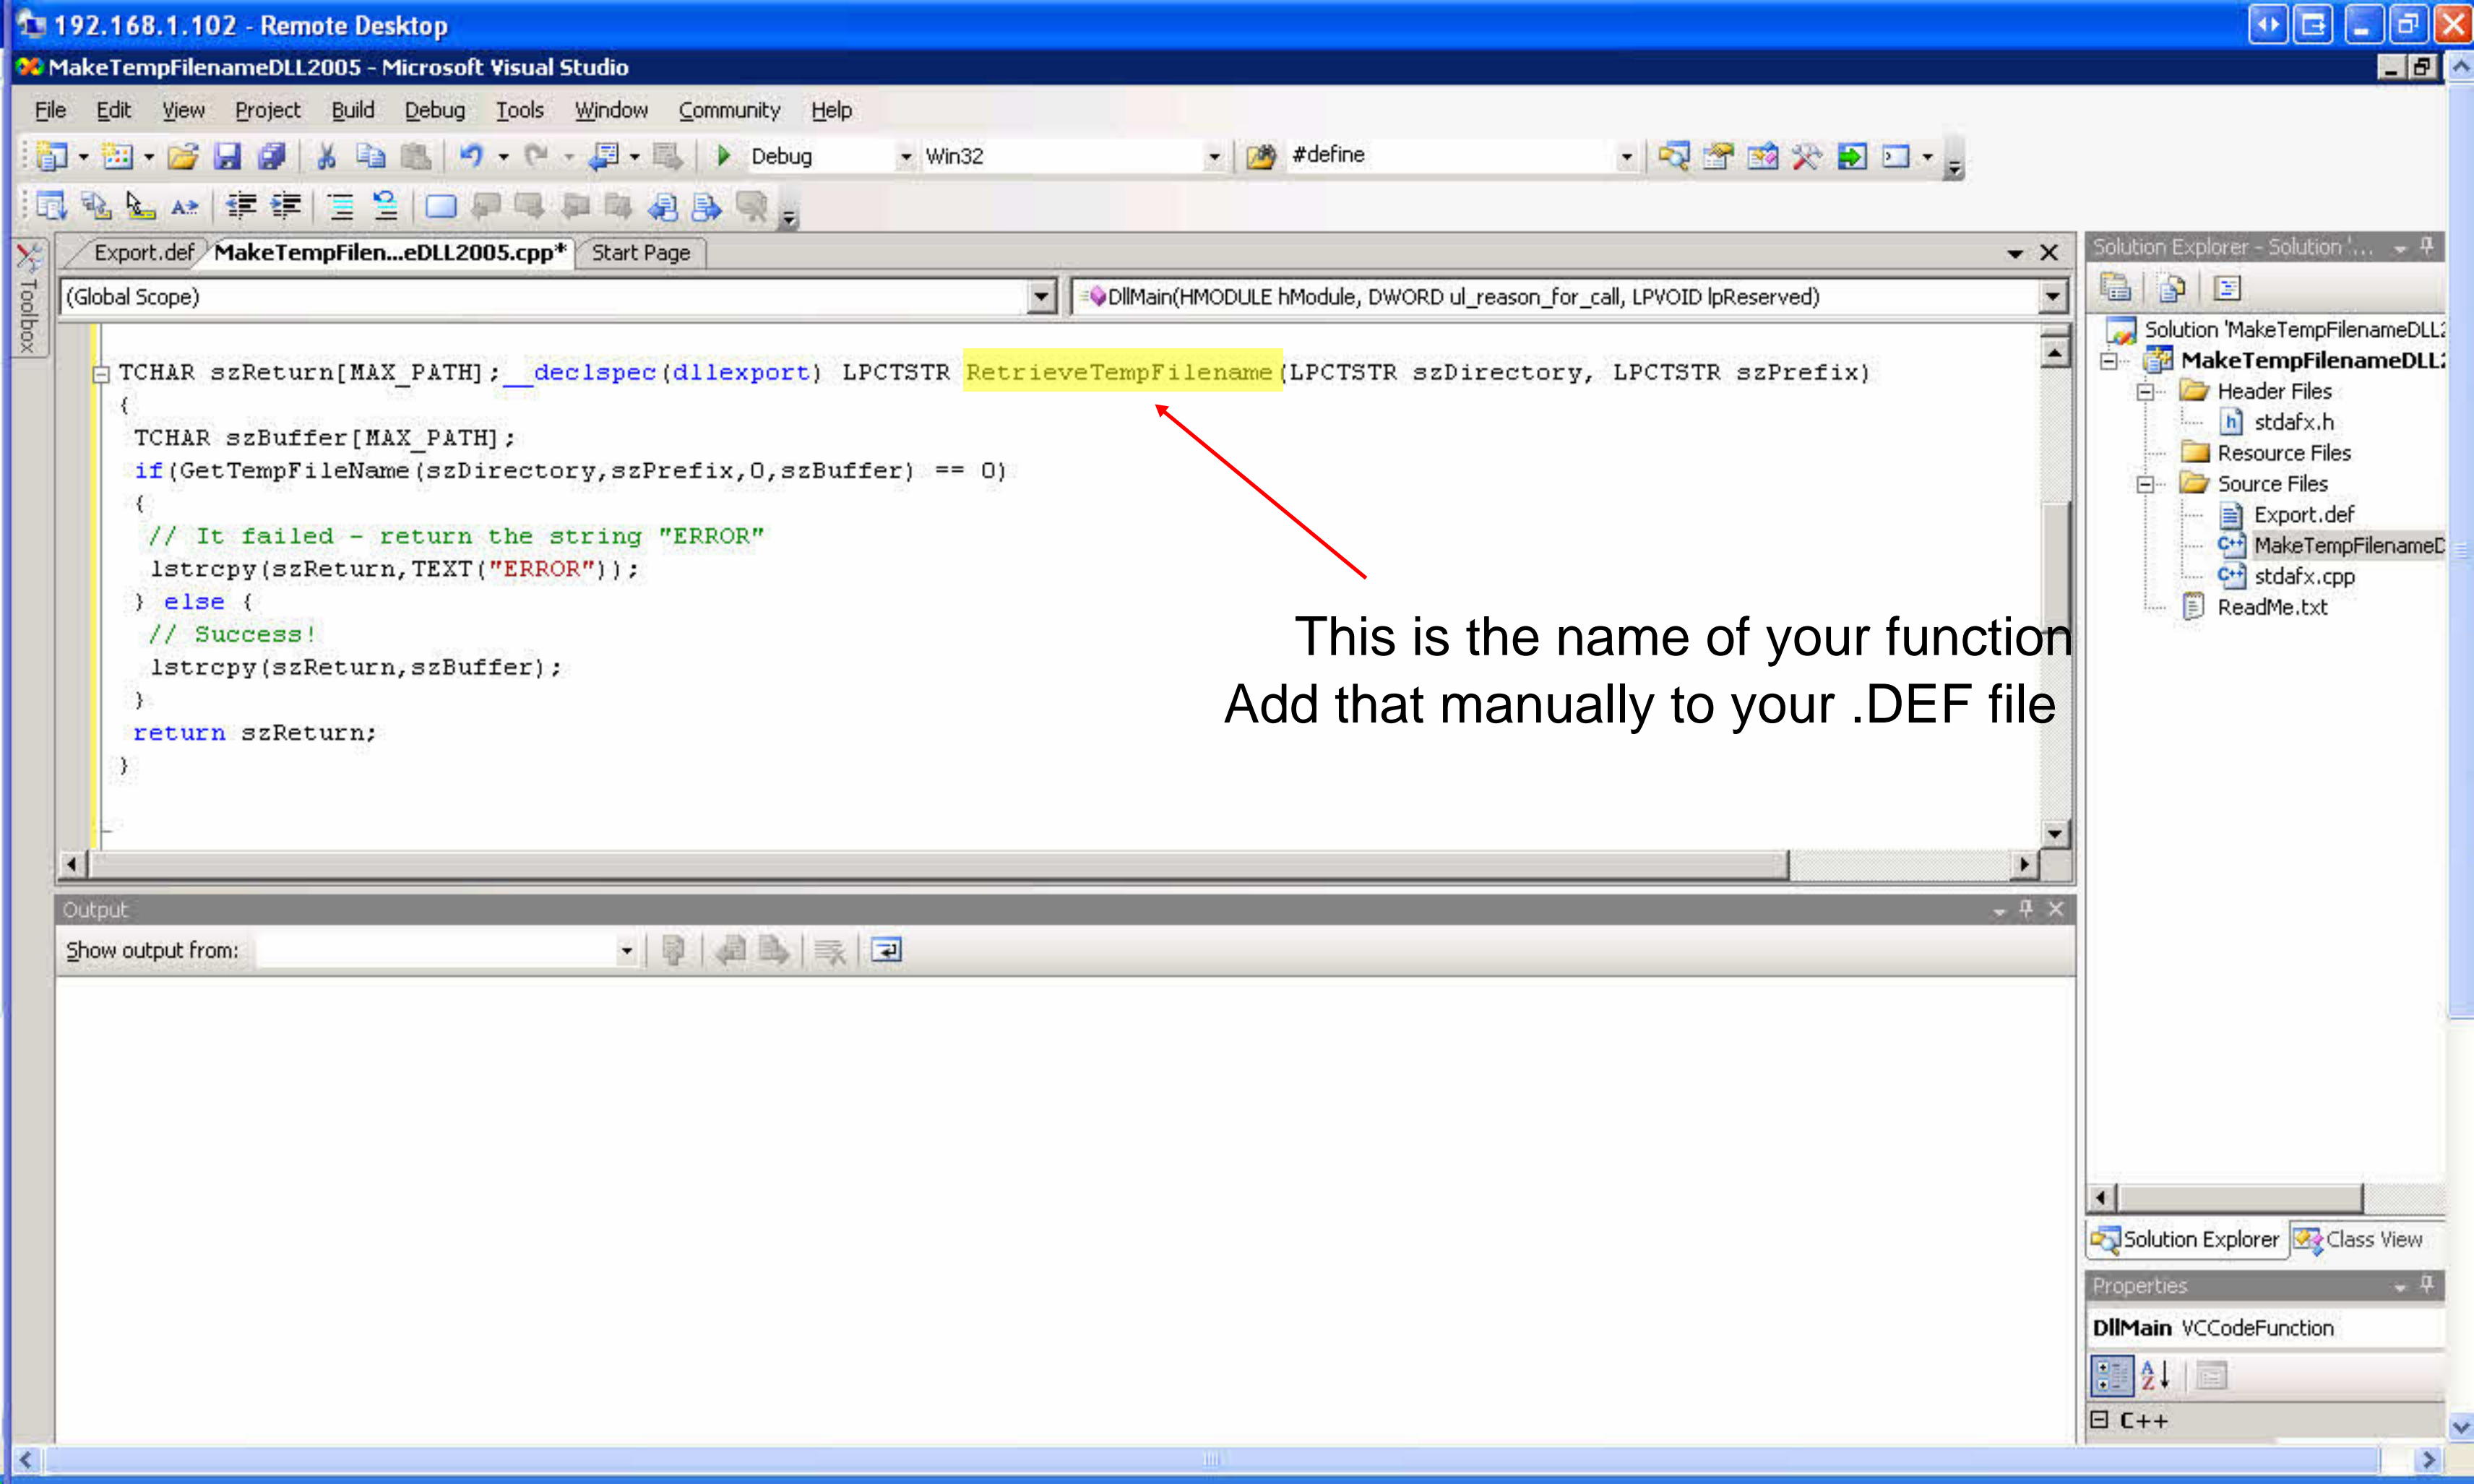 192.168.1.102 - Remote Desktop
MakeTempFilenameDLL2005 - Microsoft Visual Studio
File Edit View Project Build Debug Tools Window Community Help
Debug Win32 #define
Toolbox
Export.def MakeTempFilen...eDLL2005.cpp* Start Page
(Global Scope) DllMain(HMODULE hModule, DWORD ul_reason_for_call, LPVOID lpReserved)
TCHAR szReturn[MAX_PATH];__declspec(dllexport) LPCTSTR RetrieveTempFilename(LPCTSTR szDirectory, LPCTSTR szPrefix)
{
TCHAR szBuffer[MAX_PATH];
if(GetTempFileName(szDirectory,szPrefix,0,szBuffer) == 0)
{
// It failed - return the string "ERROR"
lstrcpy(szReturn,TEXT("ERROR"));
} else {
// Success!
lstrcpy(szReturn,szBuffer);
}
return szReturn;
}
This is the name of your function
Add that manually to your .DEF file
Output
Show output from:
Solution Explorer - Solution '...
Solution 'MakeTempFilenameDLL2
MakeTempFilenameDLL2
Header Files
stdafx.h
Resource Files
Source Files
Export.def
MakeTempFilenameD
stdafx.cpp
ReadMe.txt
Solution Explorer Class View
Properties
DllMain VCCodeFunction
C++